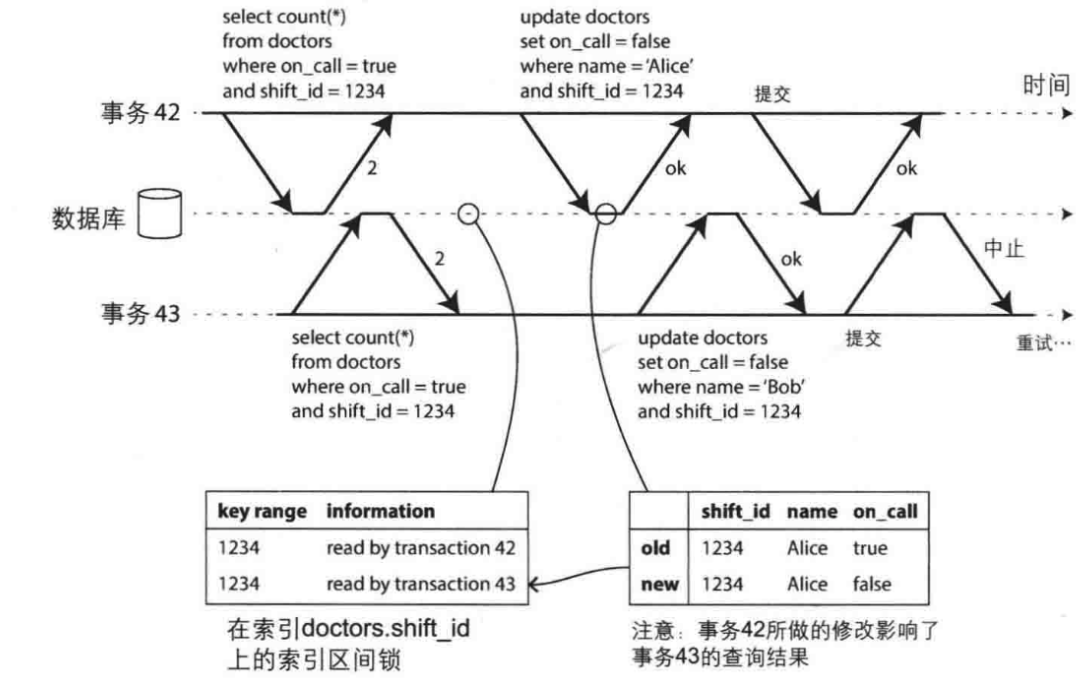 select count(*)
from doctors
where on_call = true
and shift_id = 1234
update doctors
set on_call = false
where name = ‘Alice’
and shift_id = 1234
提交
时间
事务 42
2
ok
ok
数据库
2
ok
中止
事务 43
select count(*)
from doctors
where on_call = true
and shift_id = 1234
update doctors
set on_call = false
where name = ‘Bob’
and shift_id = 1234
提交
重试…
key range information
1234 read by transaction 42
1234 read by transaction 43
shift_id name on_call
old 1234 Alice true
new 1234 Alice false
在索引doctors.shift_id
上的索引区间锁
注意：事务42所做的修改影响了
事务43的查询结果